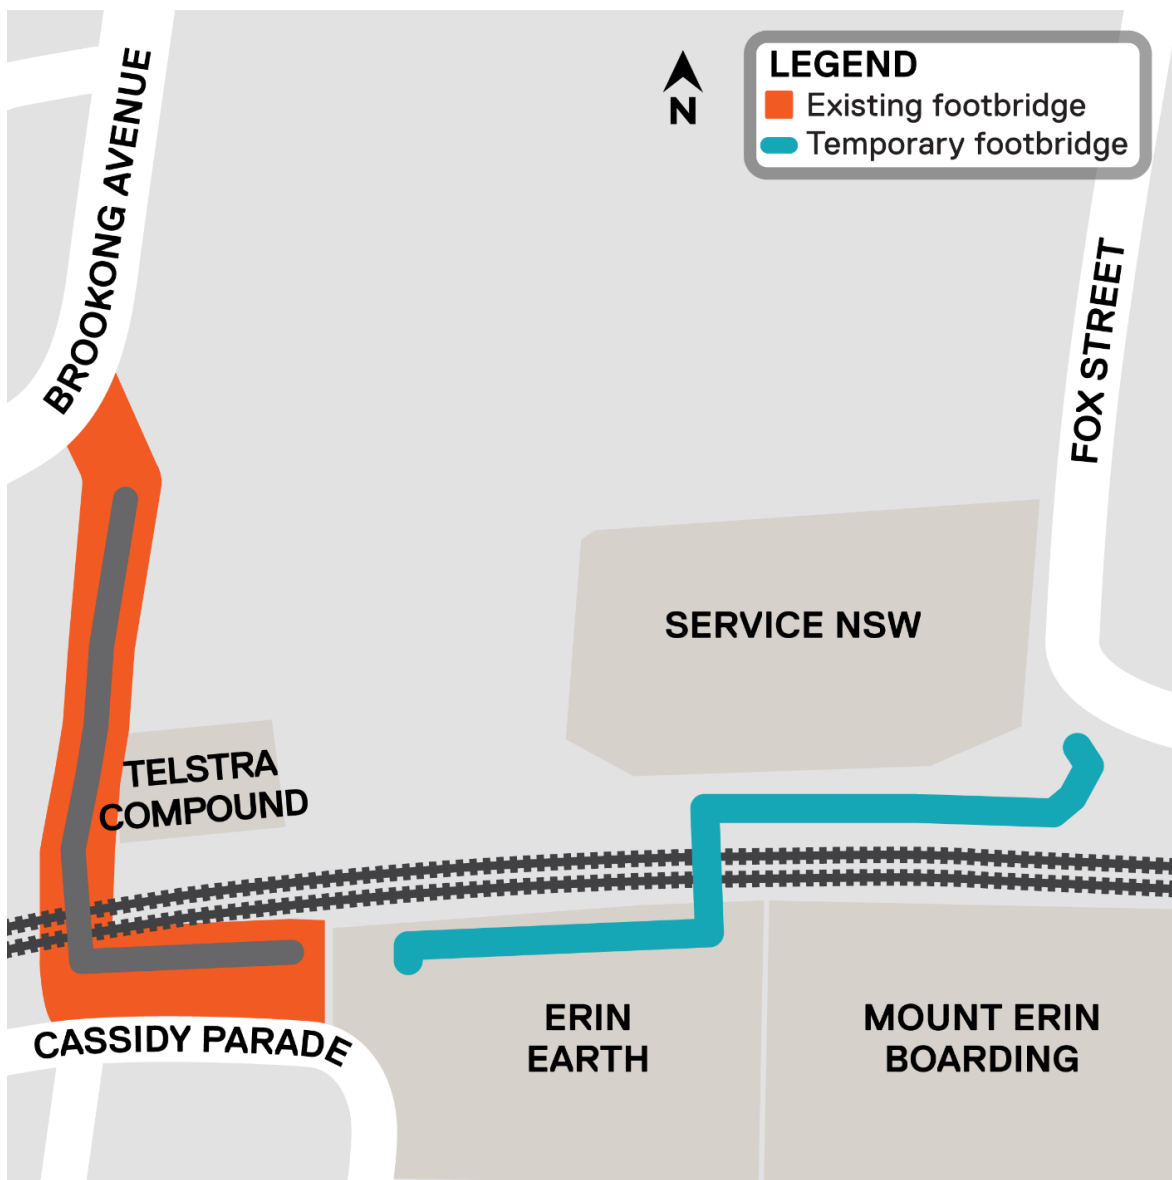 LEGEND
Existing footbridge
Temporary footbridge
N
BROOKONG AVENUE
FOX STREET
SERVICE NSW
TELSTRA
COMPOUND
ERIN
EARTH
MOUNT ERIN
BOARDING
CASSIDY PARADE